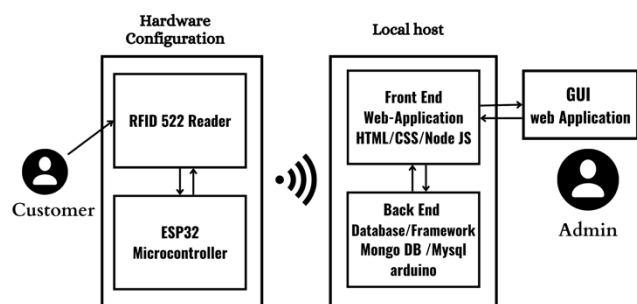 Hardware
Configuration
RFID 522 Reader
ESP32
Microcontroller
Customer
Local host
Front End
Web-Application
HTML/CSS/Node JS
Back End
Database/Framework
Mongo DB /Mysql
arduino
GUI
web Application
Admin